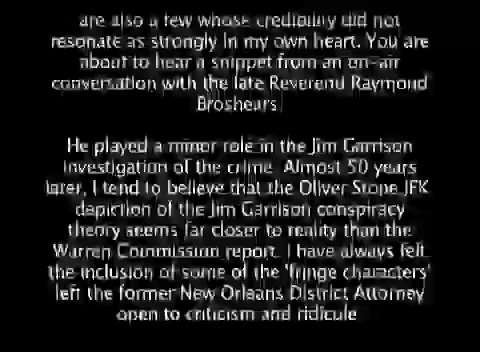 are also a few whose credibility did not
resonate as strongly in my own heart. You are
about to hear a snippet from an on-air
conversation with the late Reverend Raymond
Broshears.
He played a minor role in the Jim Garrison
investigation of the crime. Almost 50 years
later, I tend to believe that the Oliver Stone JFK
depiction of the Jim Garrison conspiracy
theory seems far closer to reality than the
Warren Commission report. I have always felt
the inclusion of some of the 'fringe characters'
left the former New Orleans District Attorney
open to criticism and ridicule